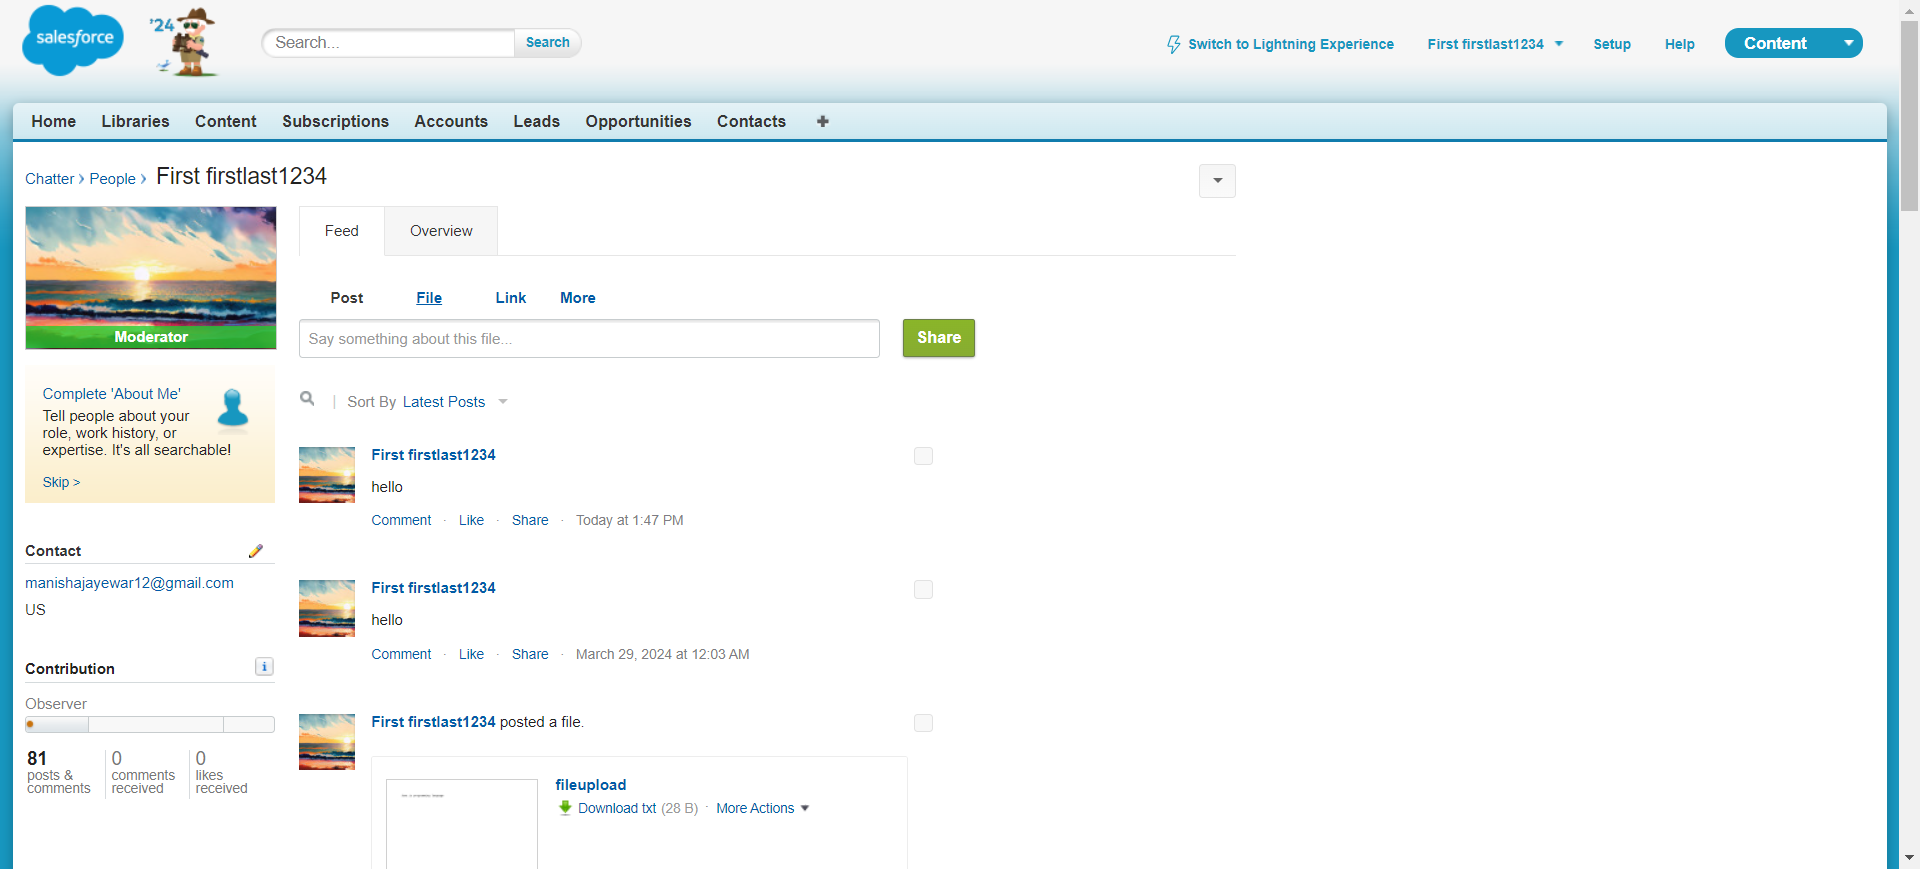 salesforce
'24
Search...
Search
Switch to Lightning Experience
First firstlast1234
Setup
Help
Content
Home
Libraries
Content
Subscriptions
Accounts
Leads
Opportunities
Contacts
Chatter › People › First firstlast1234
Moderator
Complete 'About Me'
Tell people about your
role, work history, or
expertise. It's all searchable!
Skip >
Contact
manishajayewar12@gmail.com
US
Contribution
i
Observer
81
posts &
comments
0
comments
received
0
likes
received
Feed
Overview
Post
File
Link
More
Say something about this file...
Share
| Sort By Latest Posts
First firstlast1234
hello
Comment · Like · Share · Today at 1:47 PM
First firstlast1234
hello
Comment · Like · Share · March 29, 2024 at 12:03 AM
First firstlast1234 posted a file.
fileupload
Download txt (28 B) · More Actions